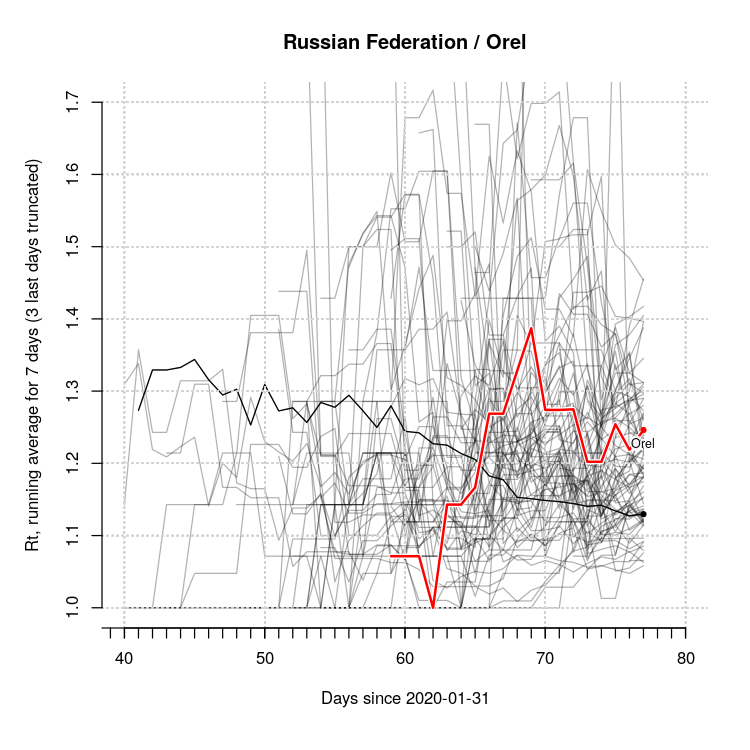 Russian Federation / Orel
Rt, running average for 7 days (3 last days truncated)
1.7
1.6
1.5
1.4
1.3
1.2
1.1
1.0
Orel
40 50 60 70 80
Days since 2020-01-31